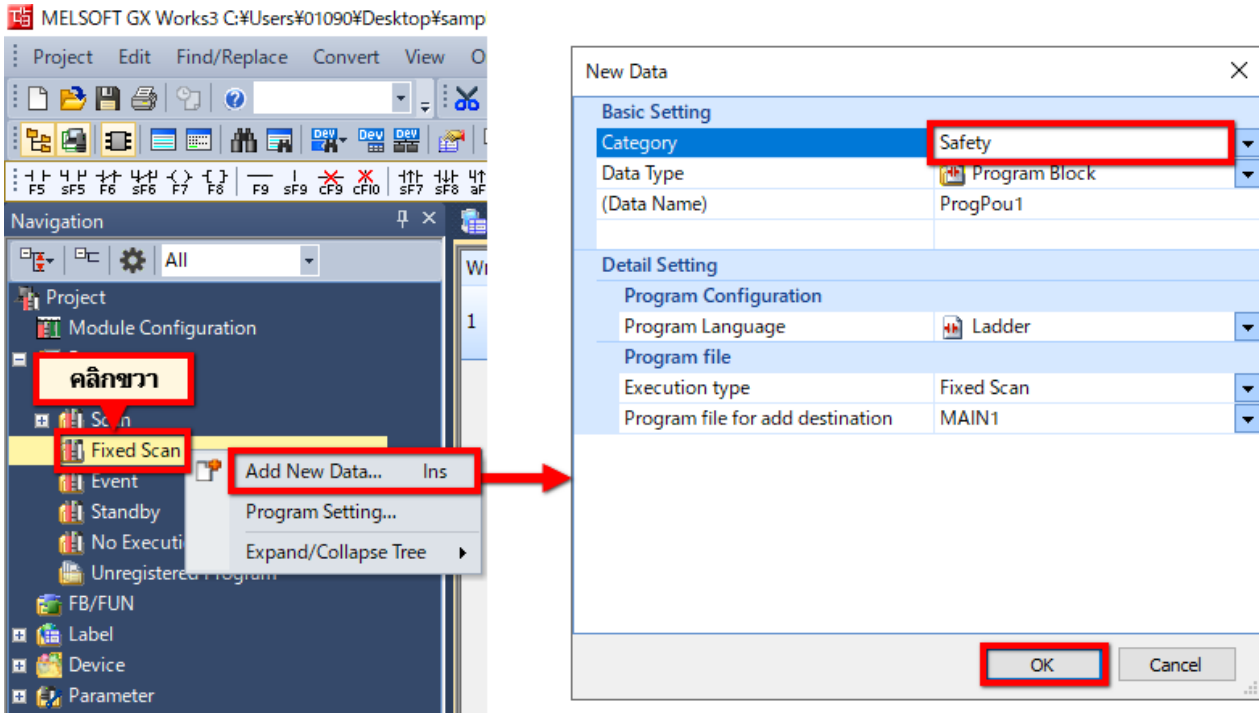 MELSOFT GX Works3 C:¥Users¥01090¥Desktop¥samp
Project Edit Find/Replace Convert View O
F5 sF5 F6 sF6 F7 F8 F9 sF9 cF9 cF10 sF7 sF8 aF
Navigation
All
Project
Module Configuration
คลิกขวา
Fixed Scan
Event
Standby
No Executi
Unregistered Program
FB/FUN
Label
Device
Parameter
1
Add New Data... Ins
Program Setting...
Expand/Collapse Tree
New Data
Basic Setting
Category Safety
Data Type Program Block
(Data Name) ProgPou1
Detail Setting
Program Configuration
Program Language Ladder
Program file
Execution type Fixed Scan
Program file for add destination MAIN1
OK Cancel